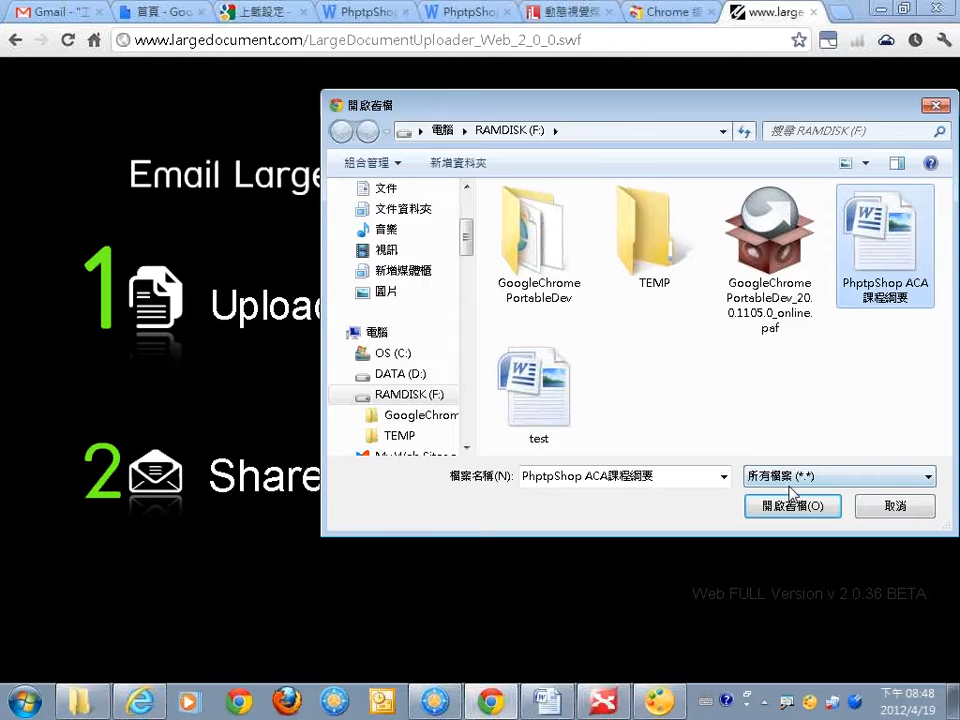 Gmail - "工
首頁 - Goo
上載設定 -
PhptpShop
PhptpShop
動態視覺
Chrome 擴
www.large
www.largedocument.com/LargeDocumentUploader_Web_2_0_0.swf
開啟舊檔
電腦 RAMDISK (F:)
搜尋 RAMDISK (F:)
組合管理
新增資料夾
文件
文件資料夾
音樂
視訊
新增媒體櫃
圖片
電腦
OS (C:)
DATA (D:)
RAMDISK (F:)
GoogleChrom
TEMP
GoogleChrome
PortableDev
TEMP
GoogleChrome
PortableDev_20.
0.1105.0_online.
paf
PhptpShop ACA
課程綱要
test
檔案名稱(N):
PhptpShop ACA課程綱要
所有檔案 (*.*)
開啟舊檔(O)
取消
Email Large
1
Uploa
2
Share
Web FULL Version v 2.0.36 BETA
下午 08:48
2012/4/19